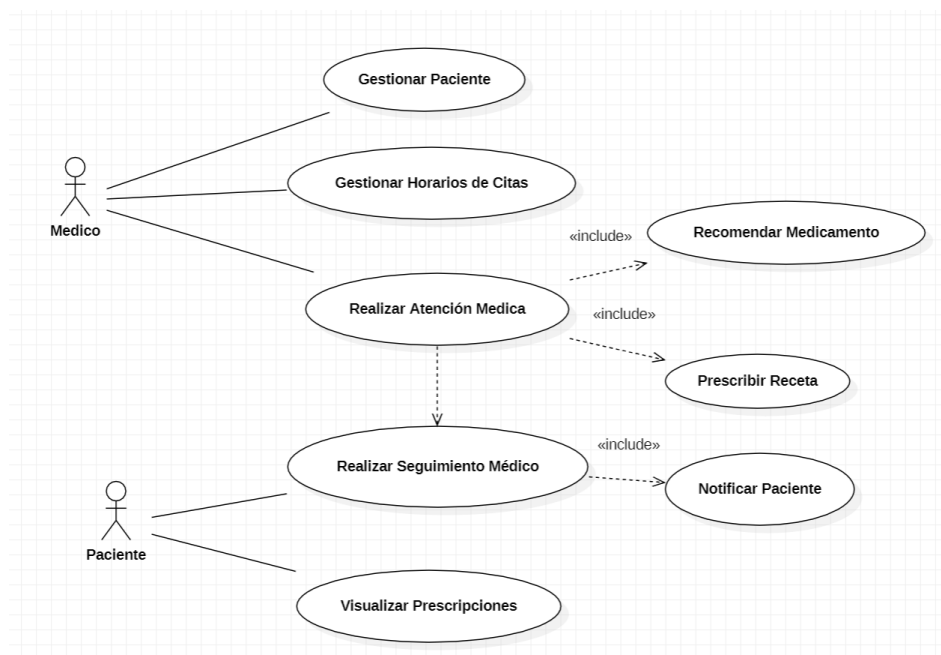 Gestionar Paciente
Gestionar Horarios de Citas
Medico
Recomendar Medicamento
«include»
Realizar Atención Medica
«include»
Prescribir Receta
«include»
Realizar Seguimiento Médico
Notificar Paciente
Paciente
Visualizar Prescripciones